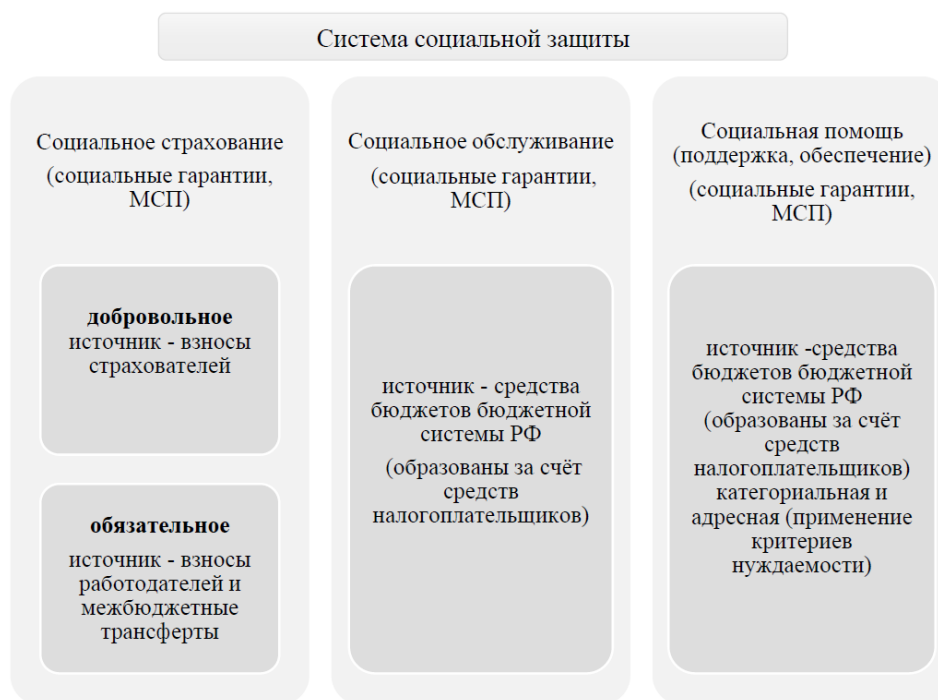 Система социальной защиты
Социальное страхование
(социальные гарантии,
МСП)
добровольное
источник - взносы
страхователей
обязательное
источник - взносы
работодателей и
межбюджетные
трансферты
Социальное обслуживание
(социальные гарантии,
МСП)
источник - средства
бюджетов бюджетной
системы РФ
(образованы за счёт
средств
налогоплательщиков)
Социальная помощь
(поддержка, обеспечение)
(социальные гарантии,
МСП)
источник -средства
бюджетов бюджетной
системы РФ
(образованы за счёт
средств
налогоплательщиков)
категориальная и
адресная (применение
критериев
нуждаемости)